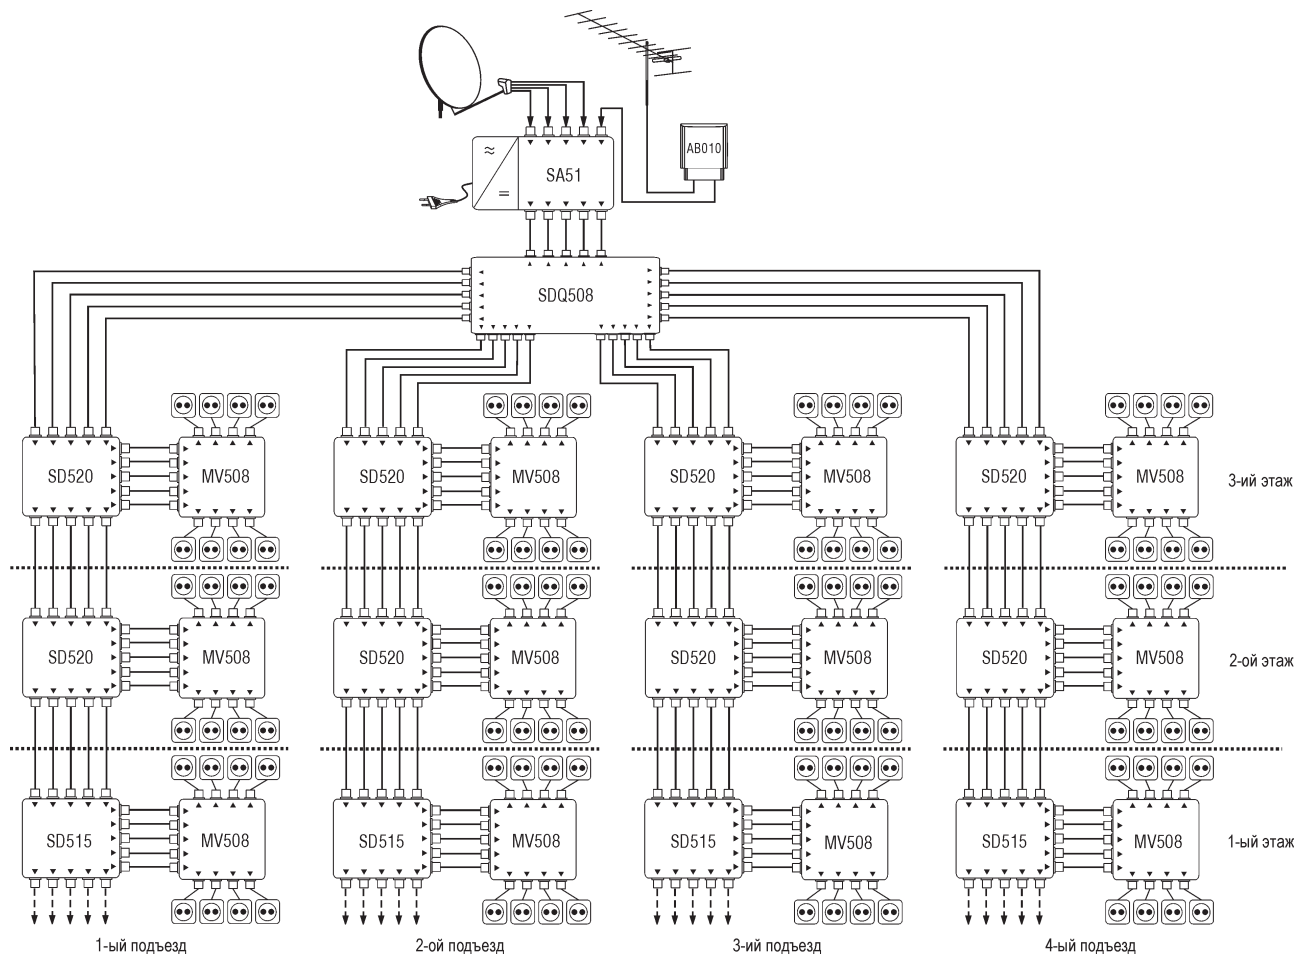 AB010
≈
SA51
=
SDQ508
SD520 MV508 SD520 MV508 SD520 MV508 SD520 MV508 3-ий этаж
SD520 MV508 SD520 MV508 SD520 MV508 SD520 MV508 2-ой этаж
SD515 MV508 SD515 MV508 SD515 MV508 SD515 MV508 1-ый этаж
1-ый подъезд 2-ой подъезд 3-ий подъезд 4-ый подъезд